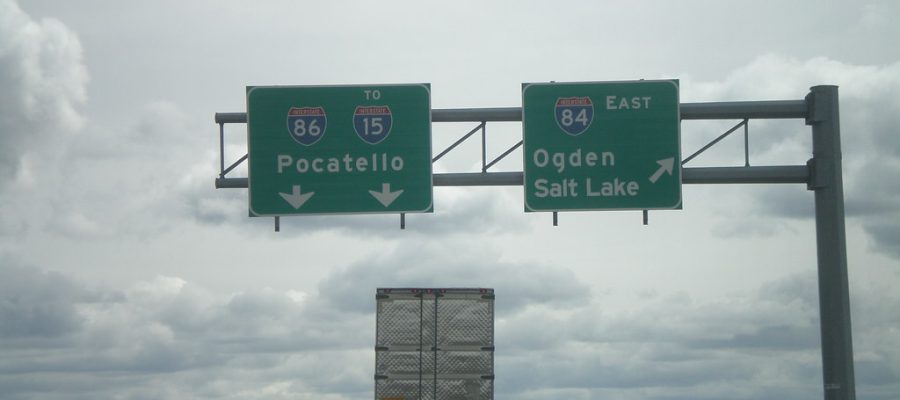 TO
INTERSTATE 86 INTERSTATE 15
Pocatello
INTERSTATE 84 EAST
Ogden
Salt Lake